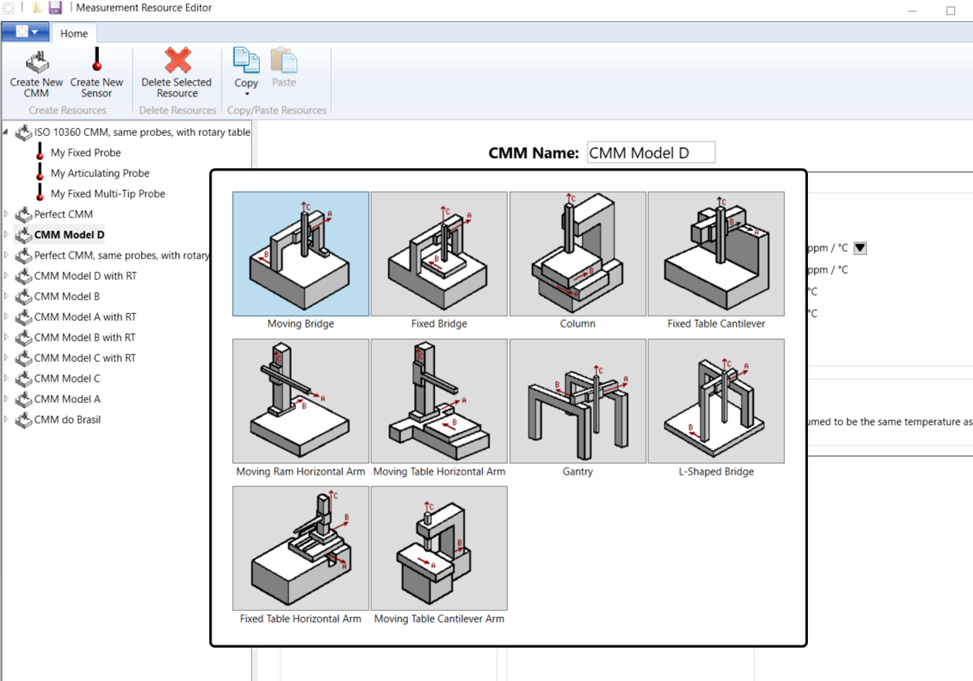 Measurement Resource Editor
Home
Create New CMM
Create New Sensor
Create Resources
Delete Selected Resource
Delete Resources
Copy
Paste
Copy/Paste Resources
ISO 10360 CMM, same probes, with rotary table
My Fixed Probe
My Articulating Probe
My Fixed Multi-Tip Probe
Perfect CMM
CMM Model D
Perfect CMM, same probes, with rotary
CMM Model D with RT
CMM Model B
CMM Model A with RT
CMM Model B with RT
CMM Model C with RT
CMM Model C
CMM Model A
CMM do Brasil
CMM Name: CMM Model D
ppm / °C
ppm / °C
°C
°C
umed to be the same temperature as
C A B
Moving Bridge
C A B
Fixed Bridge
C B A
Column
C B A
Fixed Table Cantilever
C A B
Moving Ram Horizontal Arm
C A B
Moving Table Horizontal Arm
C B A
Gantry
C A B
L-Shaped Bridge
C B A
Fixed Table Horizontal Arm
C B A
Moving Table Cantilever Arm